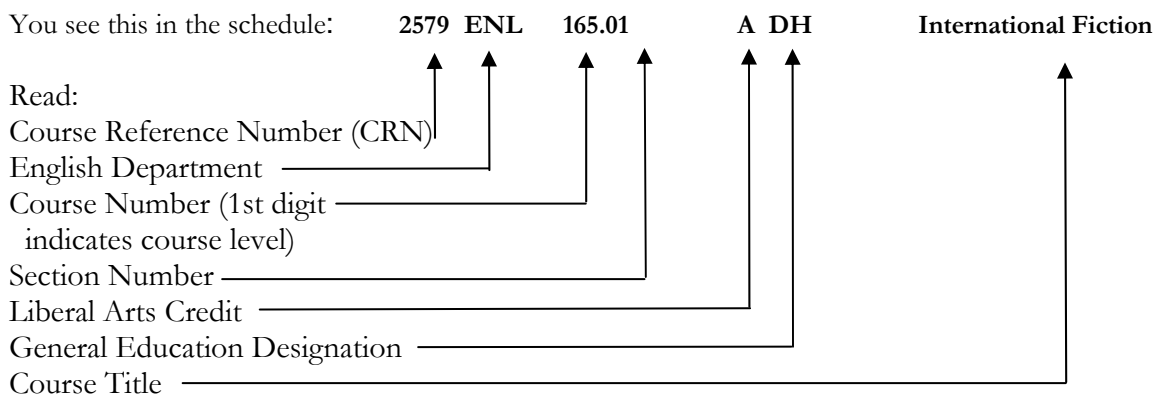 You see this in the schedule: 2579 ENL 165.01 A DH International Fiction
Read:
Course Reference Number (CRN)
English Department
Course Number (1st digit
indicates course level)
Section Number
Liberal Arts Credit
General Education Designation
Course Title